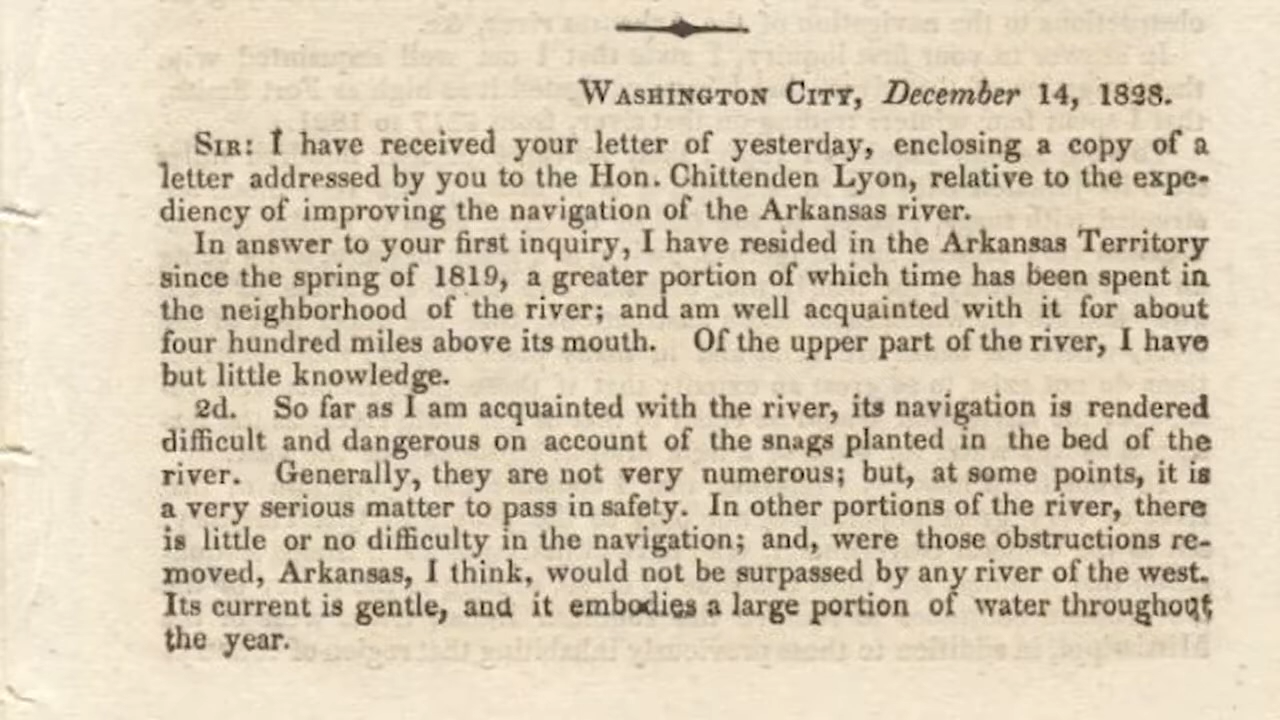 WASHINGTON CITY, December 14, 1828.
SIR: I have received your letter of yesterday, enclosing a copy of a
letter addressed by you to the Hon. Chittenden Lyon, relative to the expe-
diency of improving the navigation of the Arkansas river.
In answer to your first inquiry, I have resided in the Arkansas Territory
since the spring of 1819, a greater portion of which time has been spent in
the neighborhood of the river; and am well acquainted with it for about
four hundred miles above its mouth. Of the upper part of the river, I have
but little knowledge.
2d. So far as I am acquainted with the river, its navigation is rendered
difficult and dangerous on account of the snags planted in the bed of the
river. Generally, they are not very numerous; but, at some points, it is
a very serious matter to pass in safety. In other portions of the river, there
is little or no difficulty in the navigation; and, were those obstructions re-
moved, Arkansas, I think, would not be surpassed by any river of the west.
Its current is gentle, and it embodies a large portion of water throughout
the year.